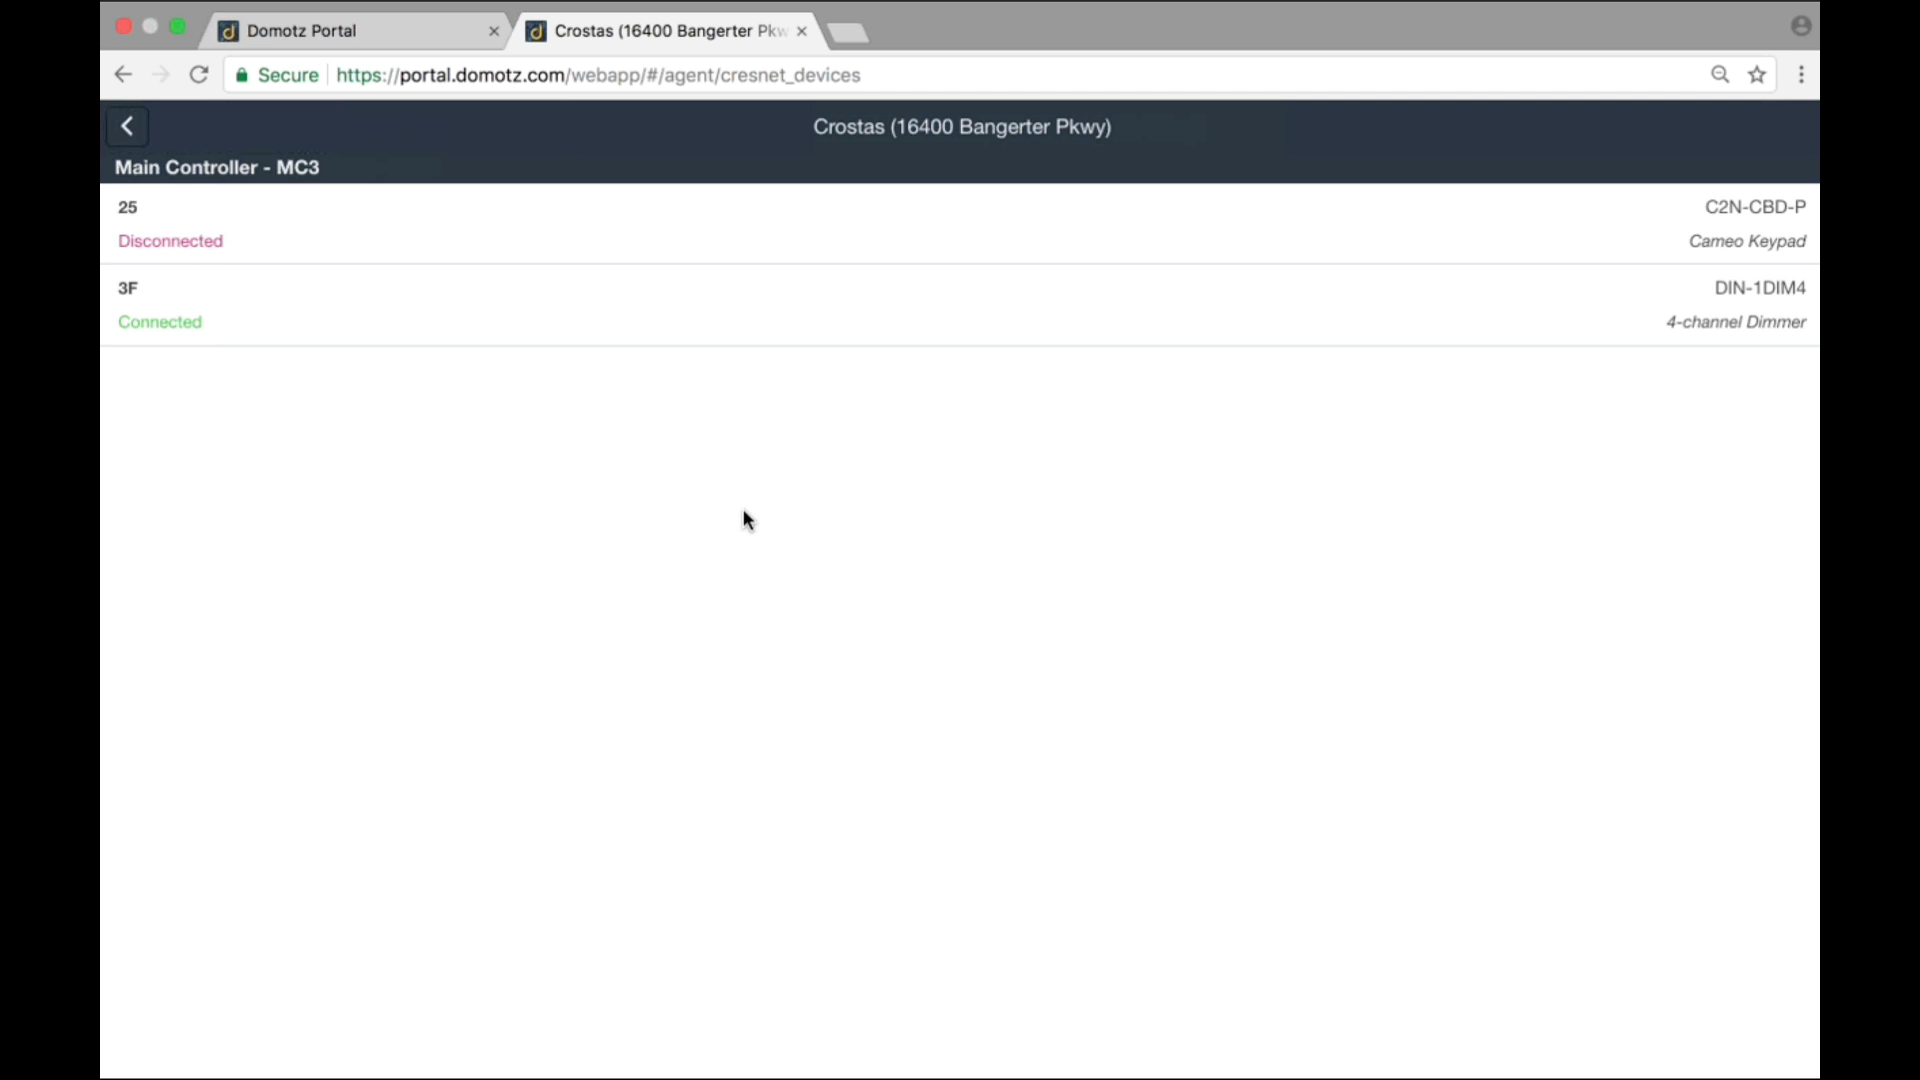 Domotz Portal
Crostas (16400 Bangerter Pkw
Secure https://portal.domotz.com/webapp/#/agent/cresnet_devices
Crostas (16400 Bangerter Pkwy)
Main Controller - MC3
25 C2N-CBD-P
Disconnected Cameo Keypad
3F DIN-1DIM4
Connected 4-channel Dimmer